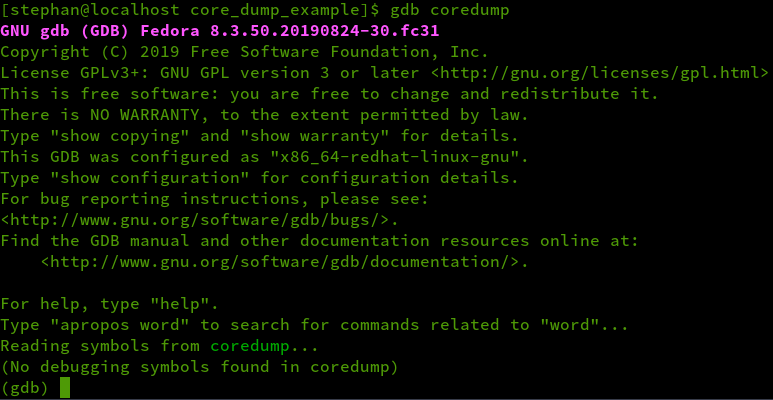 [stephan@localhost core_dump_example]$ gdb coredump
GNU gdb (GDB) Fedora 8.3.50.20190824-30.fc31
Copyright (C) 2019 Free Software Foundation, Inc.
License GPLv3+: GNU GPL version 3 or later <http://gnu.org/licenses/gpl.html>
This is free software: you are free to change and redistribute it.
There is NO WARRANTY, to the extent permitted by law.
Type "show copying" and "show warranty" for details.
This GDB was configured as "x86_64-redhat-linux-gnu".
Type "show configuration" for configuration details.
For bug reporting instructions, please see:
<http://www.gnu.org/software/gdb/bugs/>.
Find the GDB manual and other documentation resources online at:
    <http://www.gnu.org/software/gdb/documentation/>.

For help, type "help".
Type "apropos word" to search for commands related to "word"...
Reading symbols from coredump...
(No debugging symbols found in coredump)
(gdb)